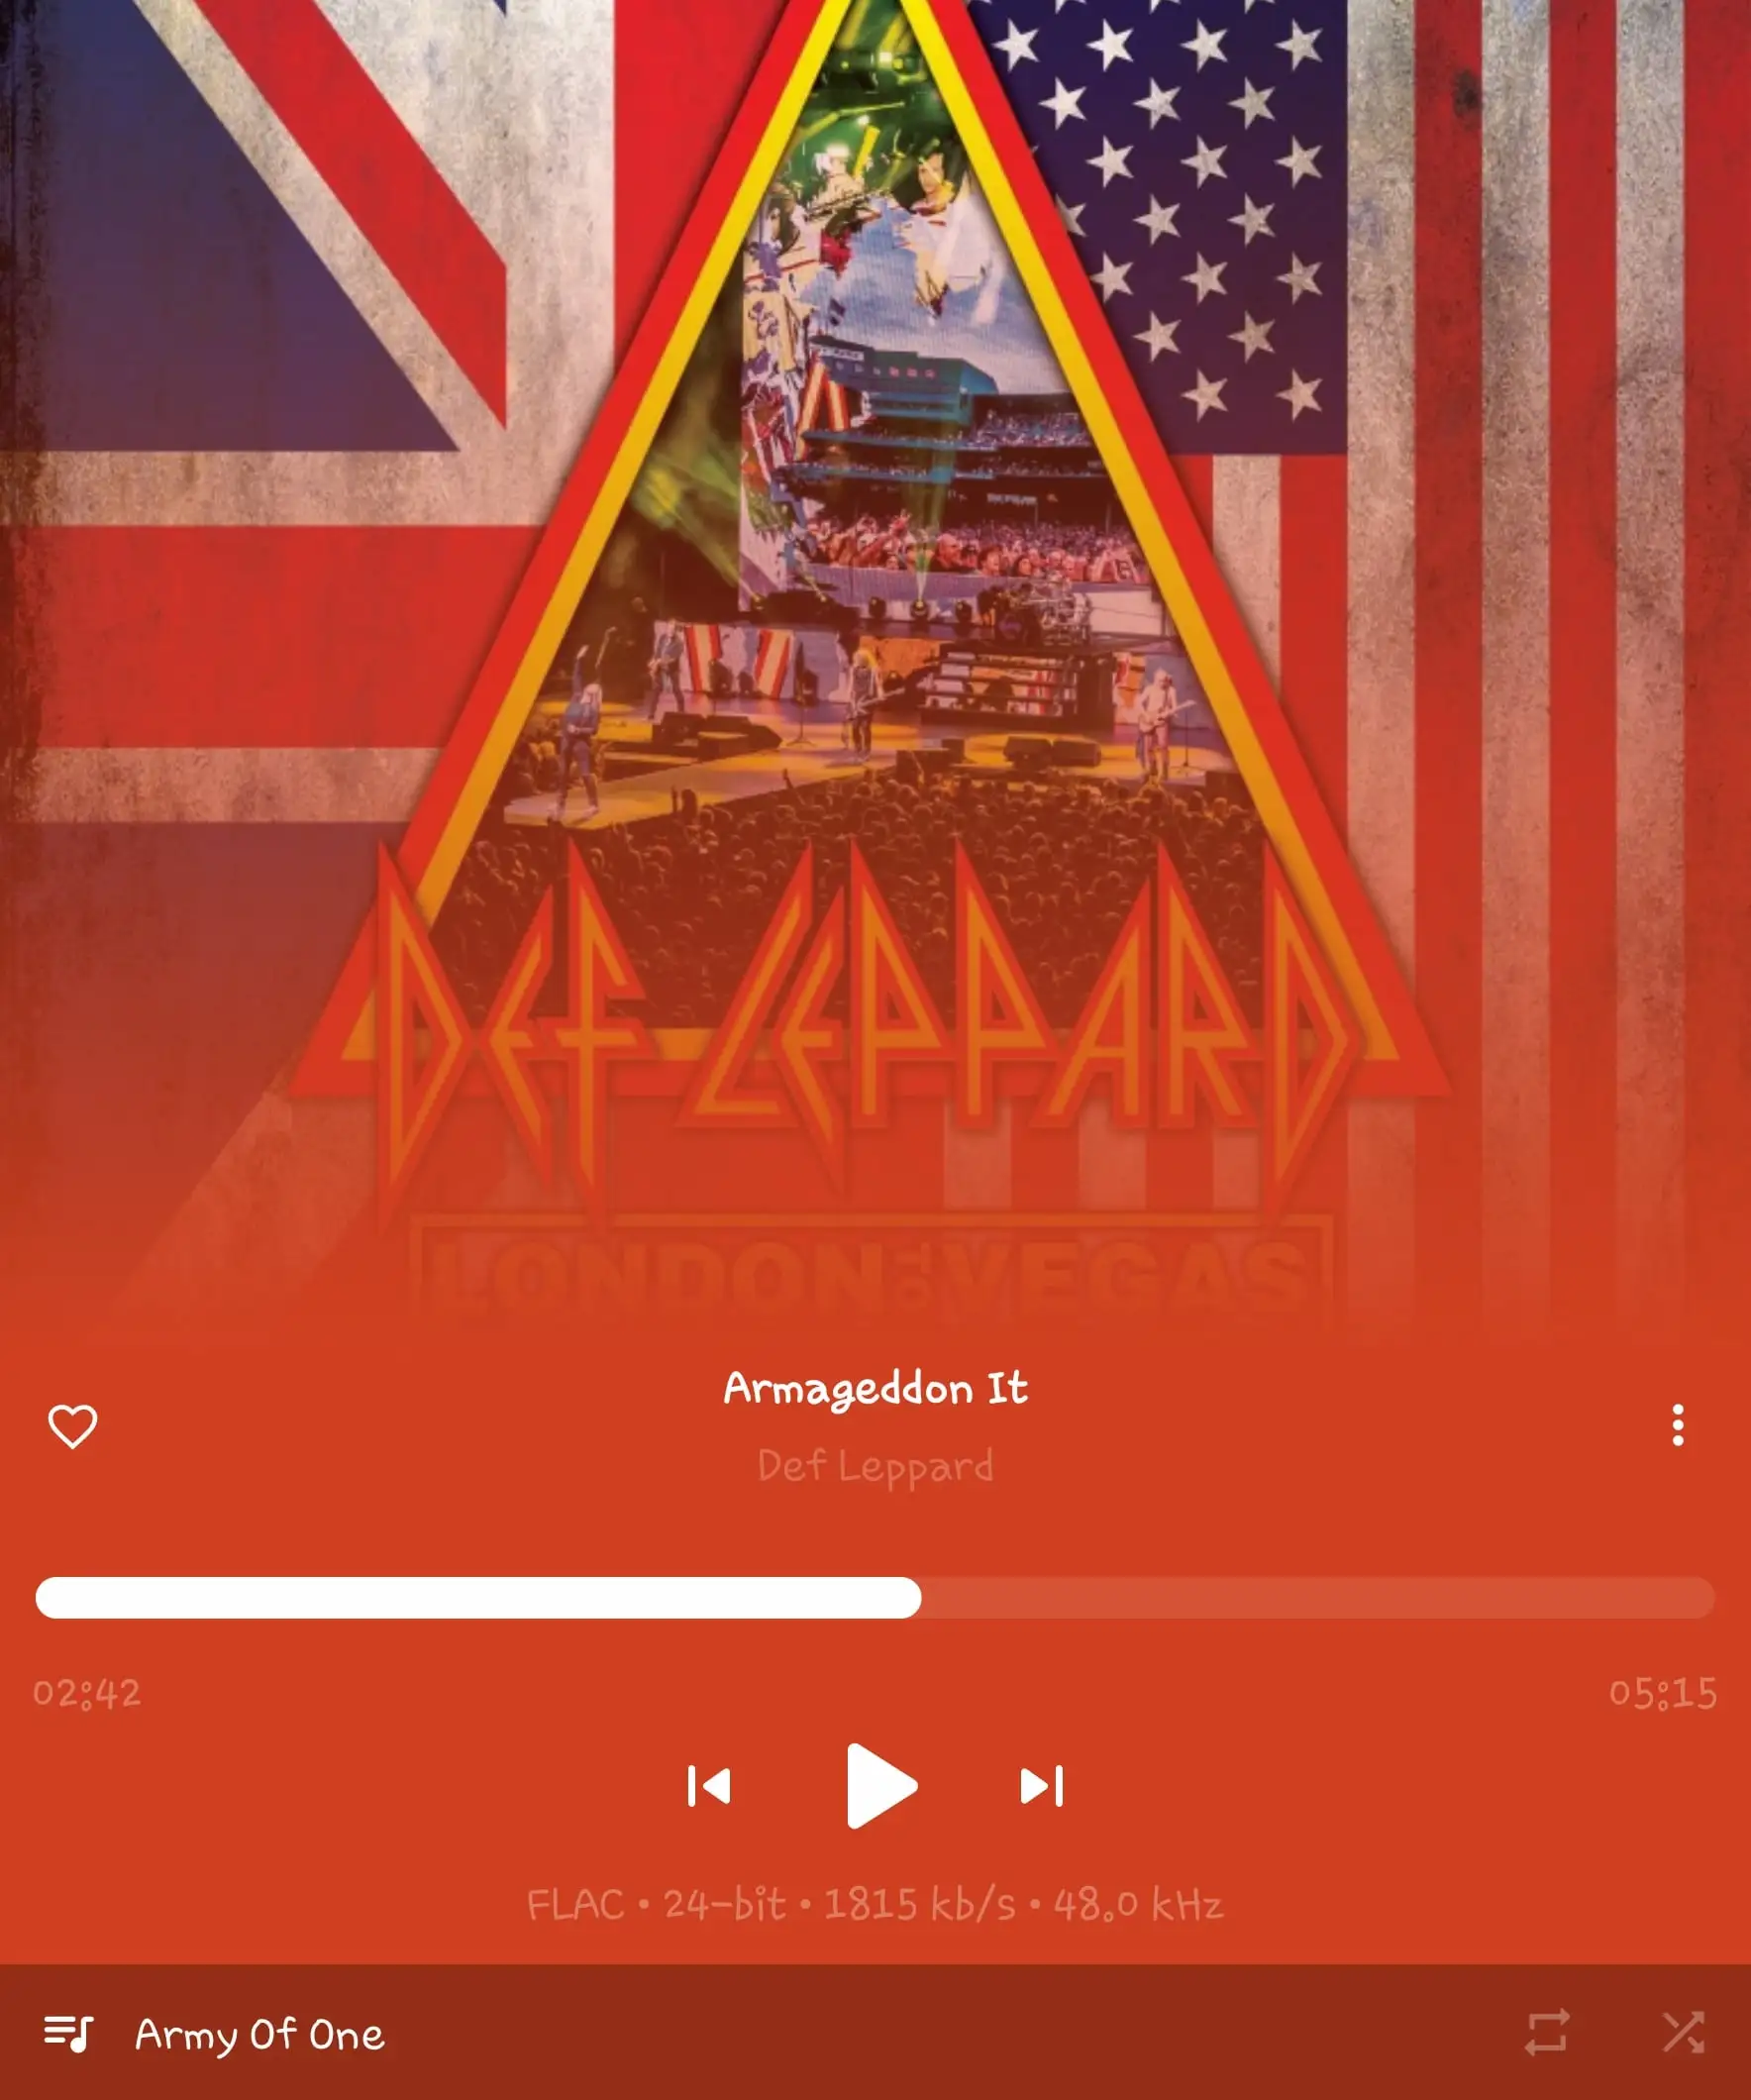 DEF LEPPARD
LONDON TO VEGAS
Armageddon It
Def Leppard
02:42
05:15
FLAC • 24-bit • 1815 kb/s • 48.0 kHz
Army Of One